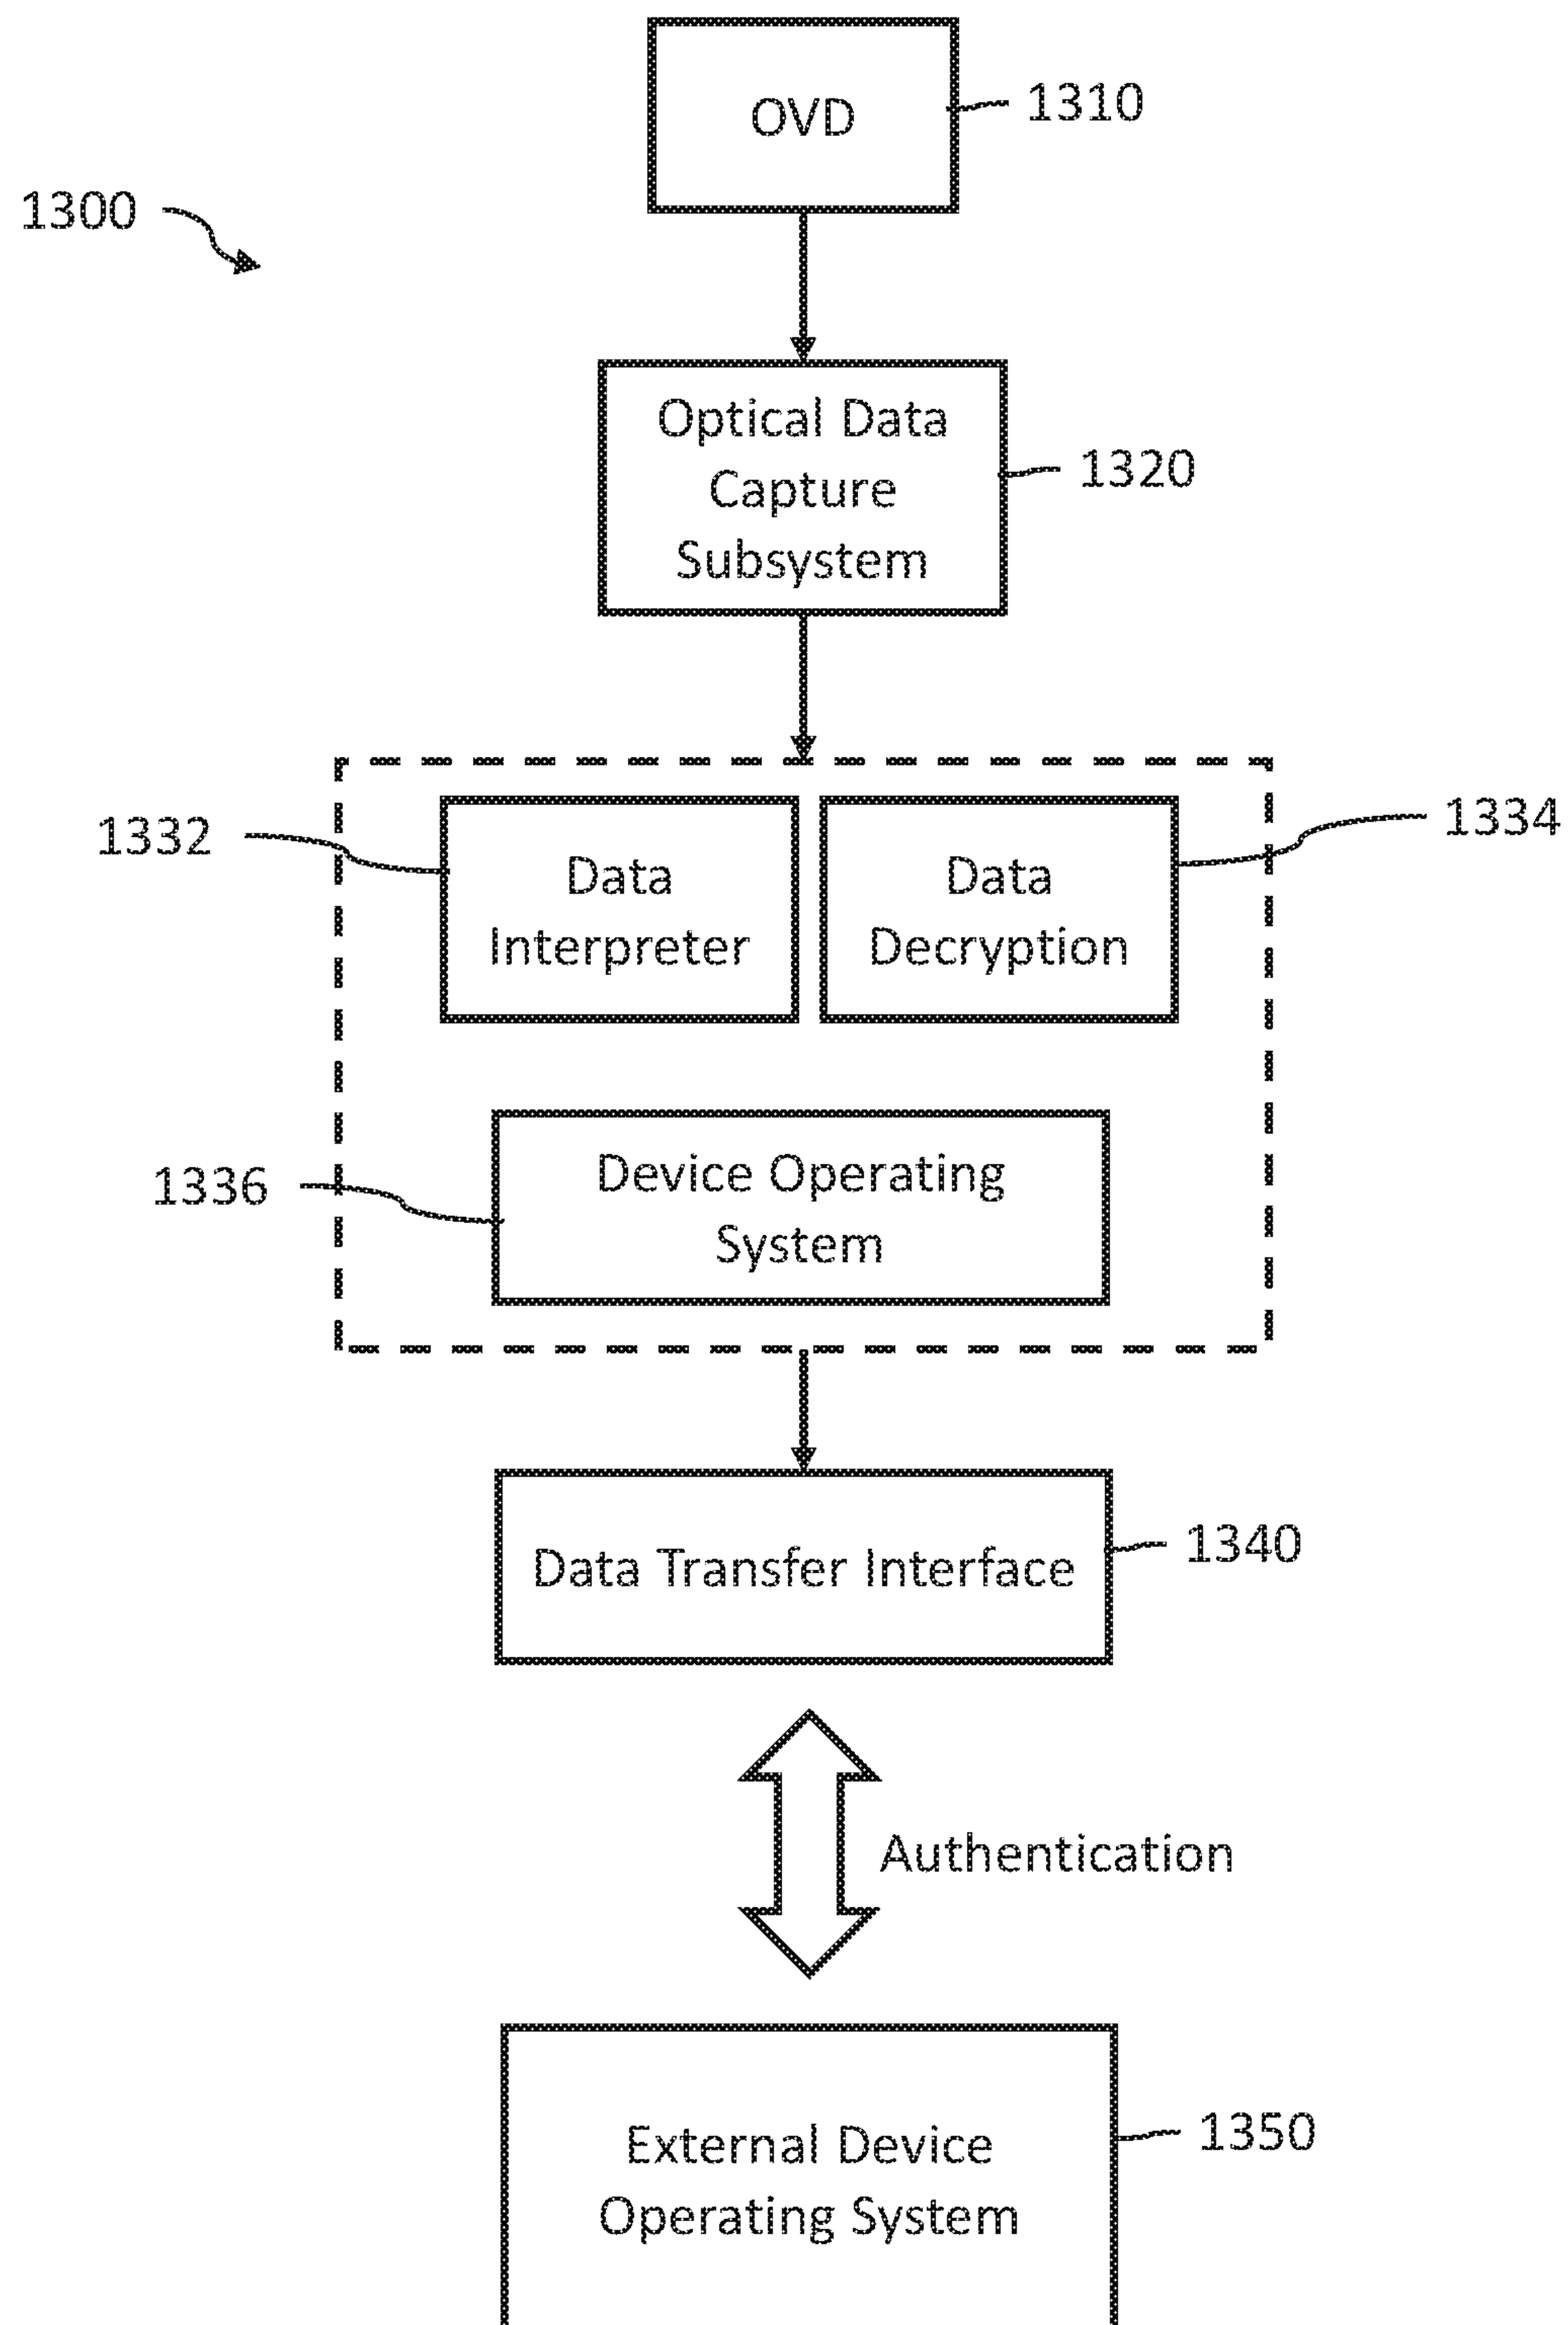 OVD
1310
1300
Optical Data
Capture
Subsystem
1320
1332
Data
Interpreter
Data
Decryption
1334
1336
Device Operating
System
Data Transfer Interface
1340
Authentication
External Device
Operating System
1350